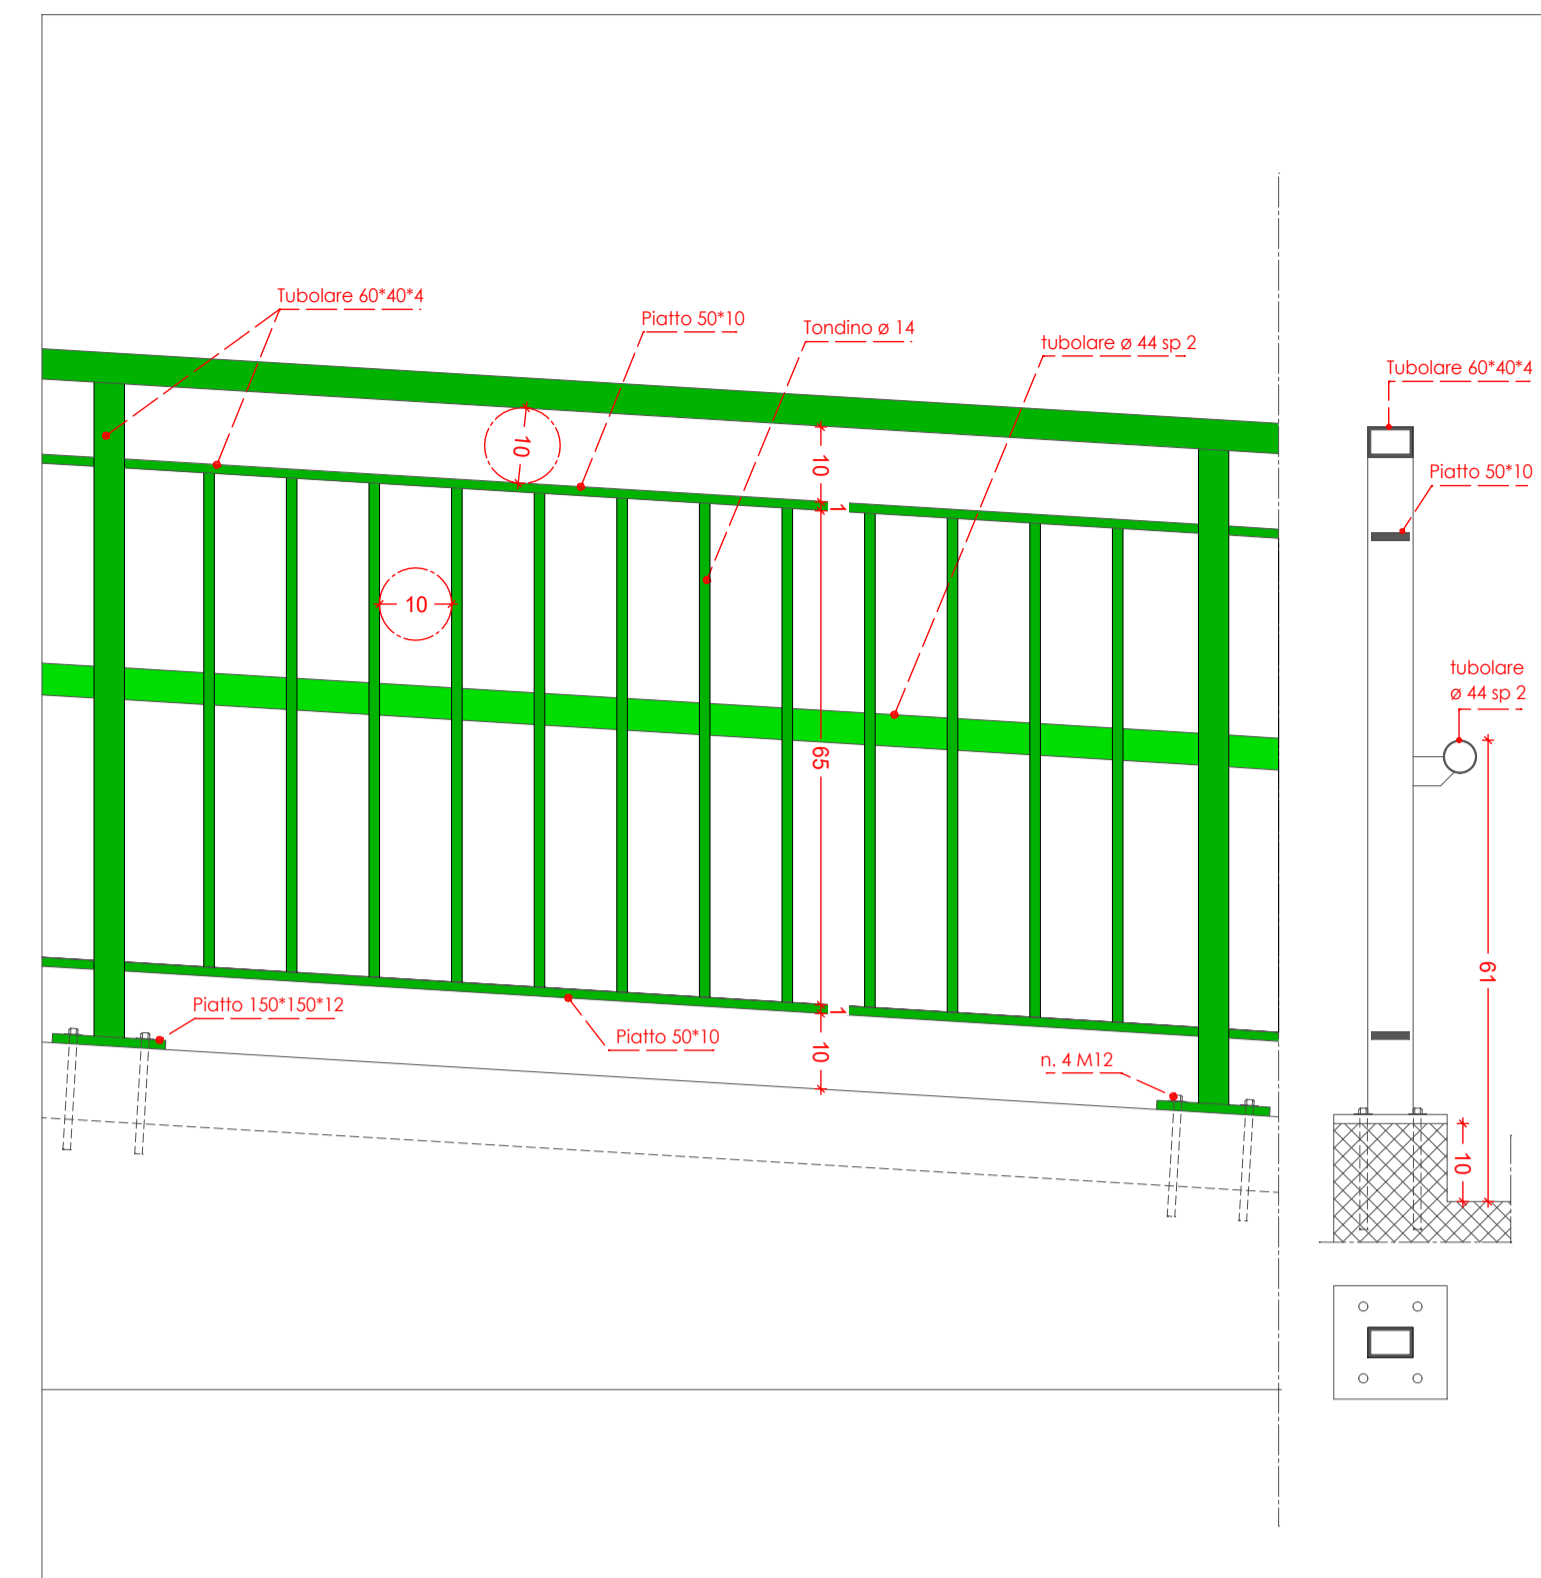 Tubolare 60*40*4
Piatto 50*10
Tondino ø 14
tubolare ø 44 sp 2
Tubolare 60*40*4
Piatto 50*10
10
10
1
10
65
tubolare
ø 44 sp 2
61
Piatto 150*150*12
Piatto 50*10
1
10
n. 4 M12
10